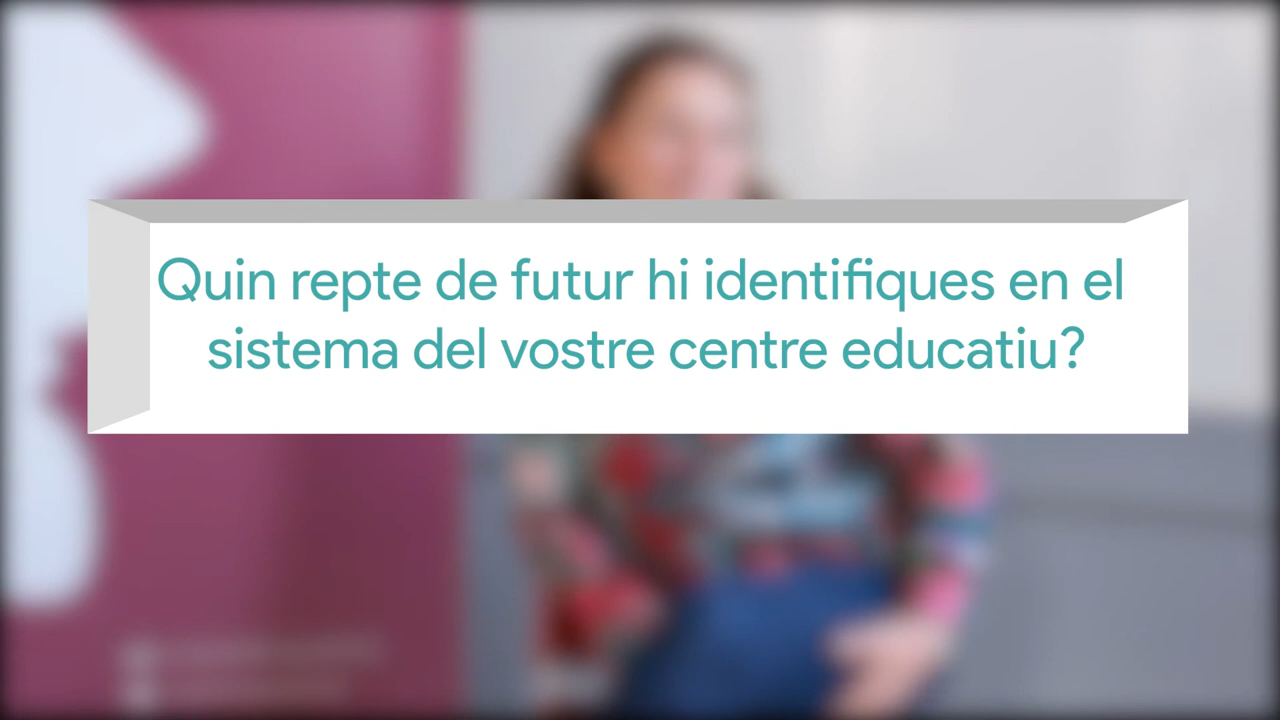 Quin repte de futur hi identifiques en el
sistema del vostre centre educatiu?